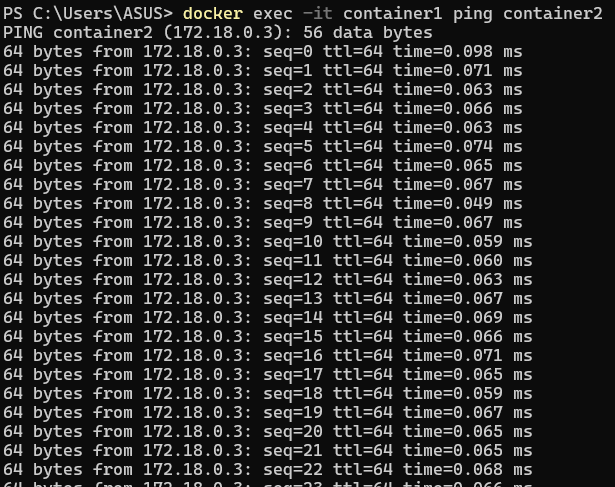 PS C:\Users\ASUS> docker exec -it container1 ping container2
PING container2 (172.18.0.3): 56 data bytes
64 bytes from 172.18.0.3: seq=0 ttl=64 time=0.098 ms
64 bytes from 172.18.0.3: seq=1 ttl=64 time=0.071 ms
64 bytes from 172.18.0.3: seq=2 ttl=64 time=0.063 ms
64 bytes from 172.18.0.3: seq=3 ttl=64 time=0.066 ms
64 bytes from 172.18.0.3: seq=4 ttl=64 time=0.063 ms
64 bytes from 172.18.0.3: seq=5 ttl=64 time=0.074 ms
64 bytes from 172.18.0.3: seq=6 ttl=64 time=0.065 ms
64 bytes from 172.18.0.3: seq=7 ttl=64 time=0.067 ms
64 bytes from 172.18.0.3: seq=8 ttl=64 time=0.049 ms
64 bytes from 172.18.0.3: seq=9 ttl=64 time=0.067 ms
64 bytes from 172.18.0.3: seq=10 ttl=64 time=0.059 ms
64 bytes from 172.18.0.3: seq=11 ttl=64 time=0.060 ms
64 bytes from 172.18.0.3: seq=12 ttl=64 time=0.063 ms
64 bytes from 172.18.0.3: seq=13 ttl=64 time=0.067 ms
64 bytes from 172.18.0.3: seq=14 ttl=64 time=0.069 ms
64 bytes from 172.18.0.3: seq=15 ttl=64 time=0.066 ms
64 bytes from 172.18.0.3: seq=16 ttl=64 time=0.071 ms
64 bytes from 172.18.0.3: seq=17 ttl=64 time=0.065 ms
64 bytes from 172.18.0.3: seq=18 ttl=64 time=0.059 ms
64 bytes from 172.18.0.3: seq=19 ttl=64 time=0.067 ms
64 bytes from 172.18.0.3: seq=20 ttl=64 time=0.065 ms
64 bytes from 172.18.0.3: seq=21 ttl=64 time=0.065 ms
64 bytes from 172.18.0.3: seq=22 ttl=64 time=0.068 ms
64 bytes from 172.18.0.3: seq=23 ttl=64 time=0.066 ms